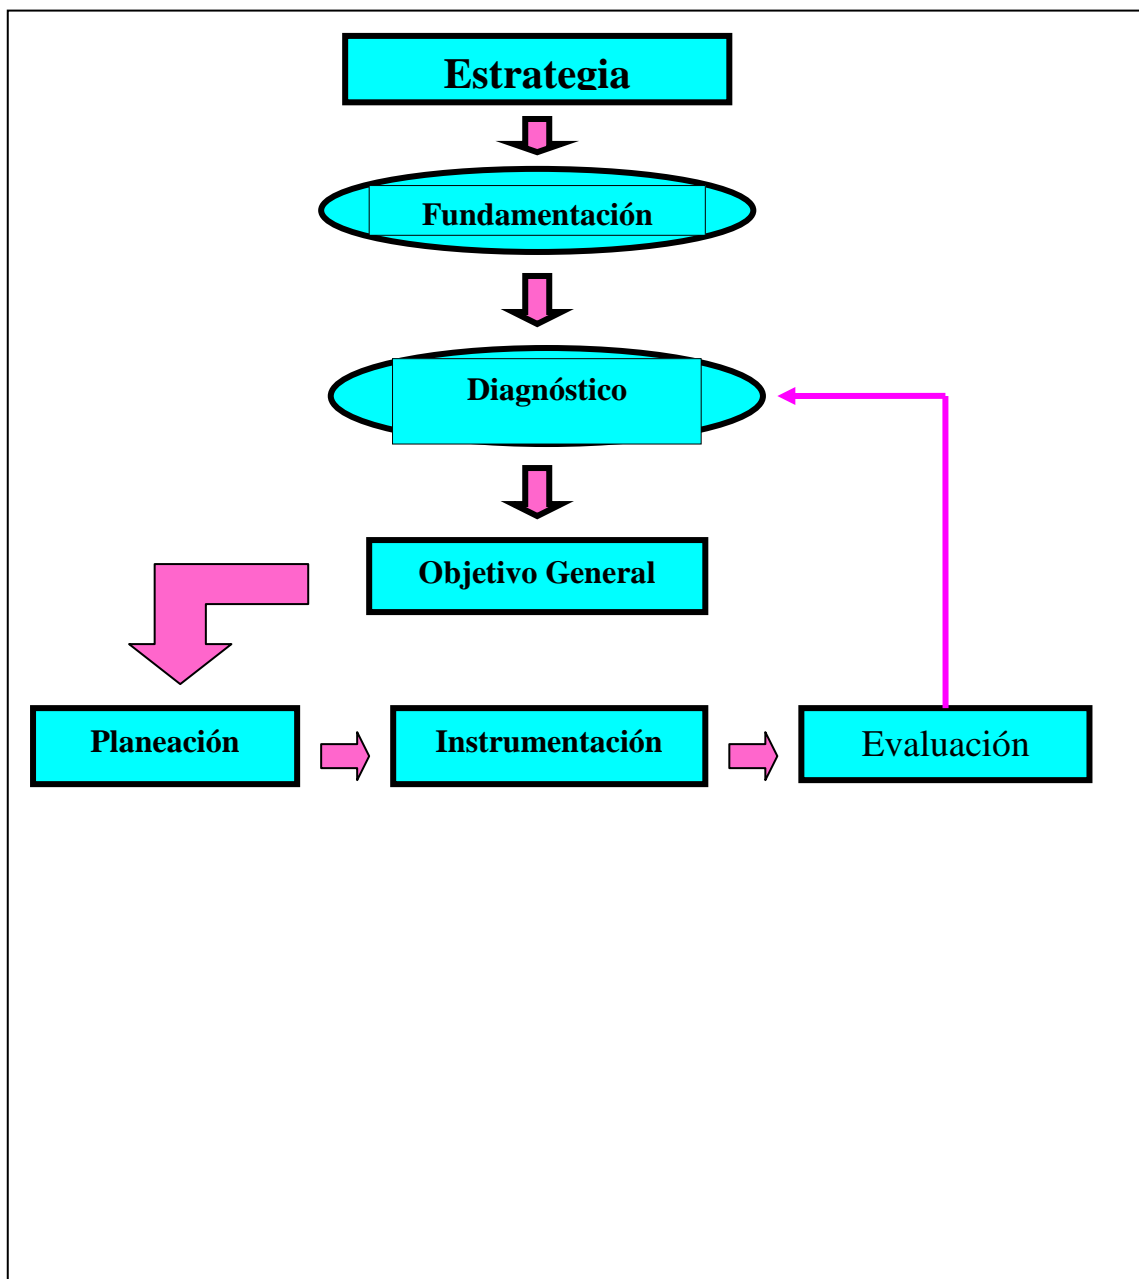 Estrategia
Fundamentación
Diagnóstico
Objetivo General
Planeación
Instrumentación
Evaluación